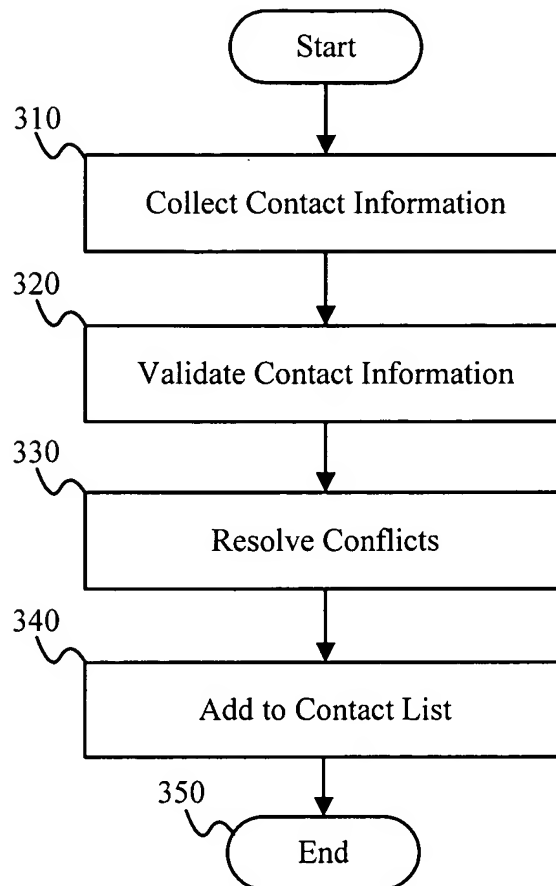 Start
310
Collect Contact Information
320
Validate Contact Information
330
Resolve Conflicts
340
Add to Contact List
350
End